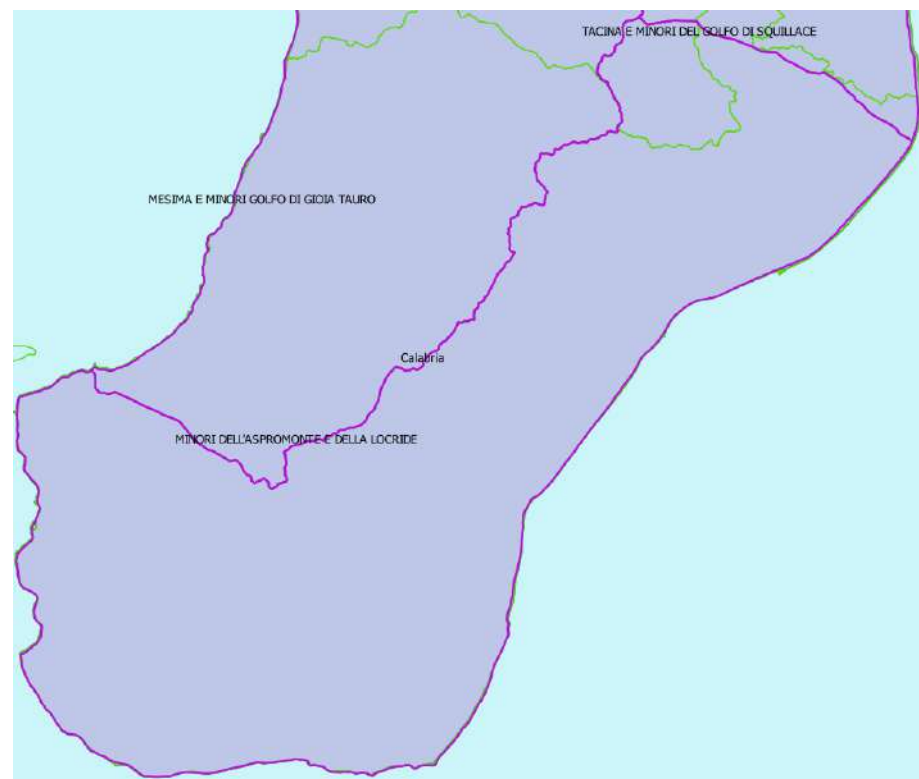 TACINA E MINORI DEL GOLFO DI SQUILLACE
MESIMA E MINORI GOLFO DI GIOIA TAURO
Calabria
MINORI DELL'ASPROMONTE E DELLA LOCRIDE